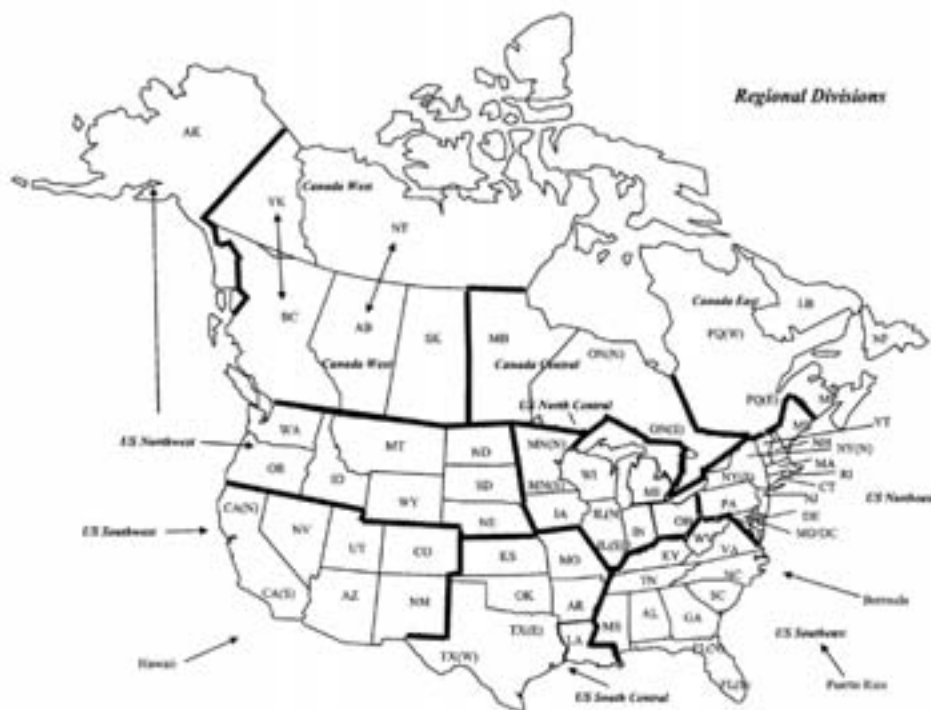 Regional Divisions
AK
Canada West
YK
NT
Canada East
LB
BC
AB
SK
MB
ON(N)
PQ(W)
NF
Canada West
Canada Central
PQ(E)
US North Central
VT
WA
MT
ND
MN(N)
ON(S)
NH
NY(N)
US Northwest
WI
MA
RI
OR
ID
SD
MN(S)
MI
NY(S)
CT
WY
NE
IA
IL(N)
PA
NJ
US Northeast
CA(N)
DE
US Southwest
NV
UT
CO
KS
MO
IL(S)
IN
OH
WV
MD/DC
KY
VA
TN
NC
Bermuda
CA(S)
AZ
NM
OK
AR
SC
MS
AL
GA
TX(E)
LA
US Southeast
Hawaii
TX(W)
FL(N)
US South Central
FL(S)
Puerto Rico